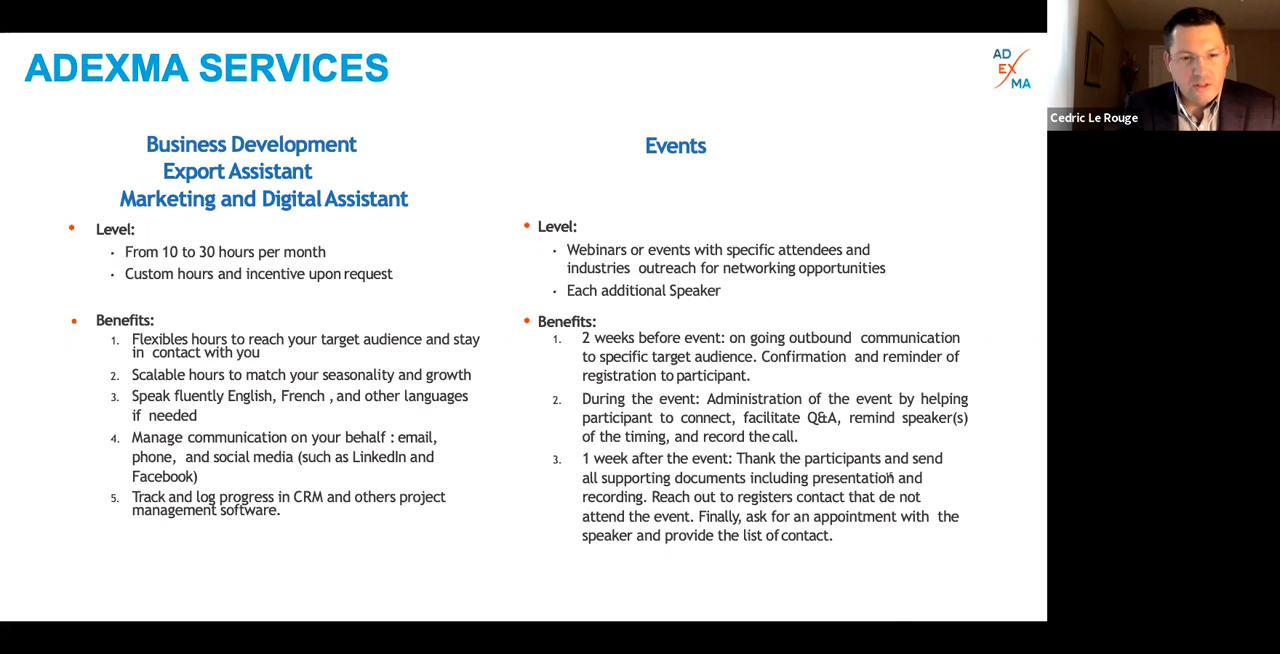 ADEXMA SERVICES
AD
EX
MA
Cedric Le Rouge
Business Development
Export Assistant
Marketing and Digital Assistant
• Level:
· From 10 to 30 hours per month
· Custom hours and incentive upon request
• Benefits:
1. Flexibles hours to reach your target audience and stay
in contact with you
2. Scalable hours to match your seasonality and growth
3. Speak fluently English, French , and other languages
if needed
4. Manage communication on your behalf : email,
phone, and social media (such as LinkedIn and
Facebook)
5. Track and log progress in CRM and others project
management software.
Events
• Level:
· Webinars or events with specific attendees and
industries outreach for networking opportunities
· Each additional Speaker
• Benefits:
1. 2 weeks before event: on going outbound communication
to specific target audience. Confirmation and reminder of
registration to participant.
2. During the event: Administration of the event by helping
participant to connect, facilitate Q&A, remind speaker(s)
of the timing, and record the call.
3. 1 week after the event: Thank the participants and send
all supporting documents including presentation and
recording. Reach out to registers contact that de not
attend the event. Finally, ask for an appointment with the
speaker and provide the list of contact.